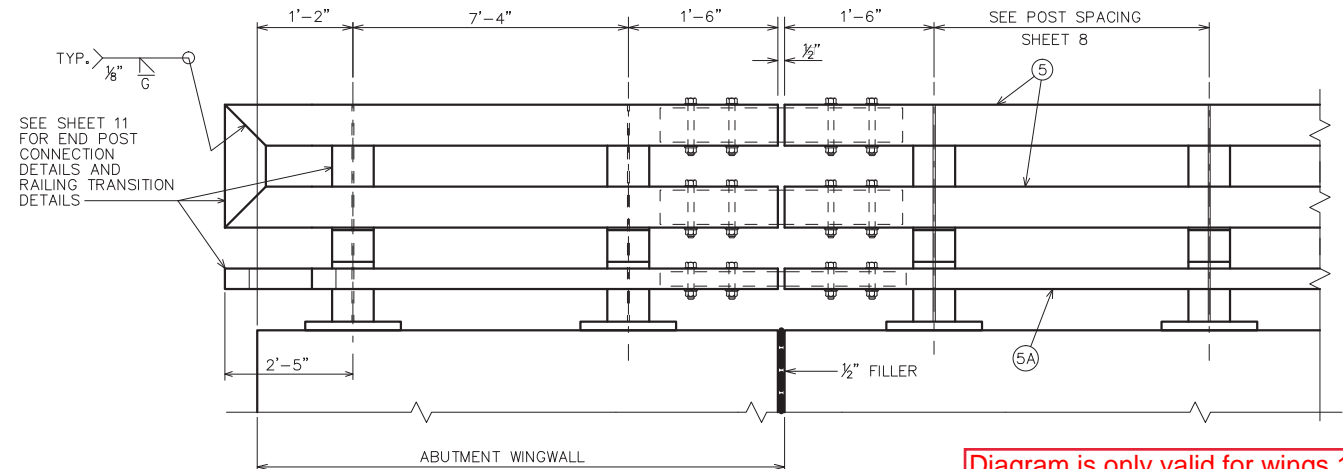 1'-2"
7'-4"
1'-6"
1'-6"
SEE POST SPACING
SHEET 8
½"
TYP.
⅛"
G
5
SEE SHEET 11
FOR END POST
CONNECTION
DETAILS AND
RAILING TRANSITION
DETAILS
2'-5"
½" FILLER
5A
ABUTMENT WINGWALL
Diagram is only valid for wings